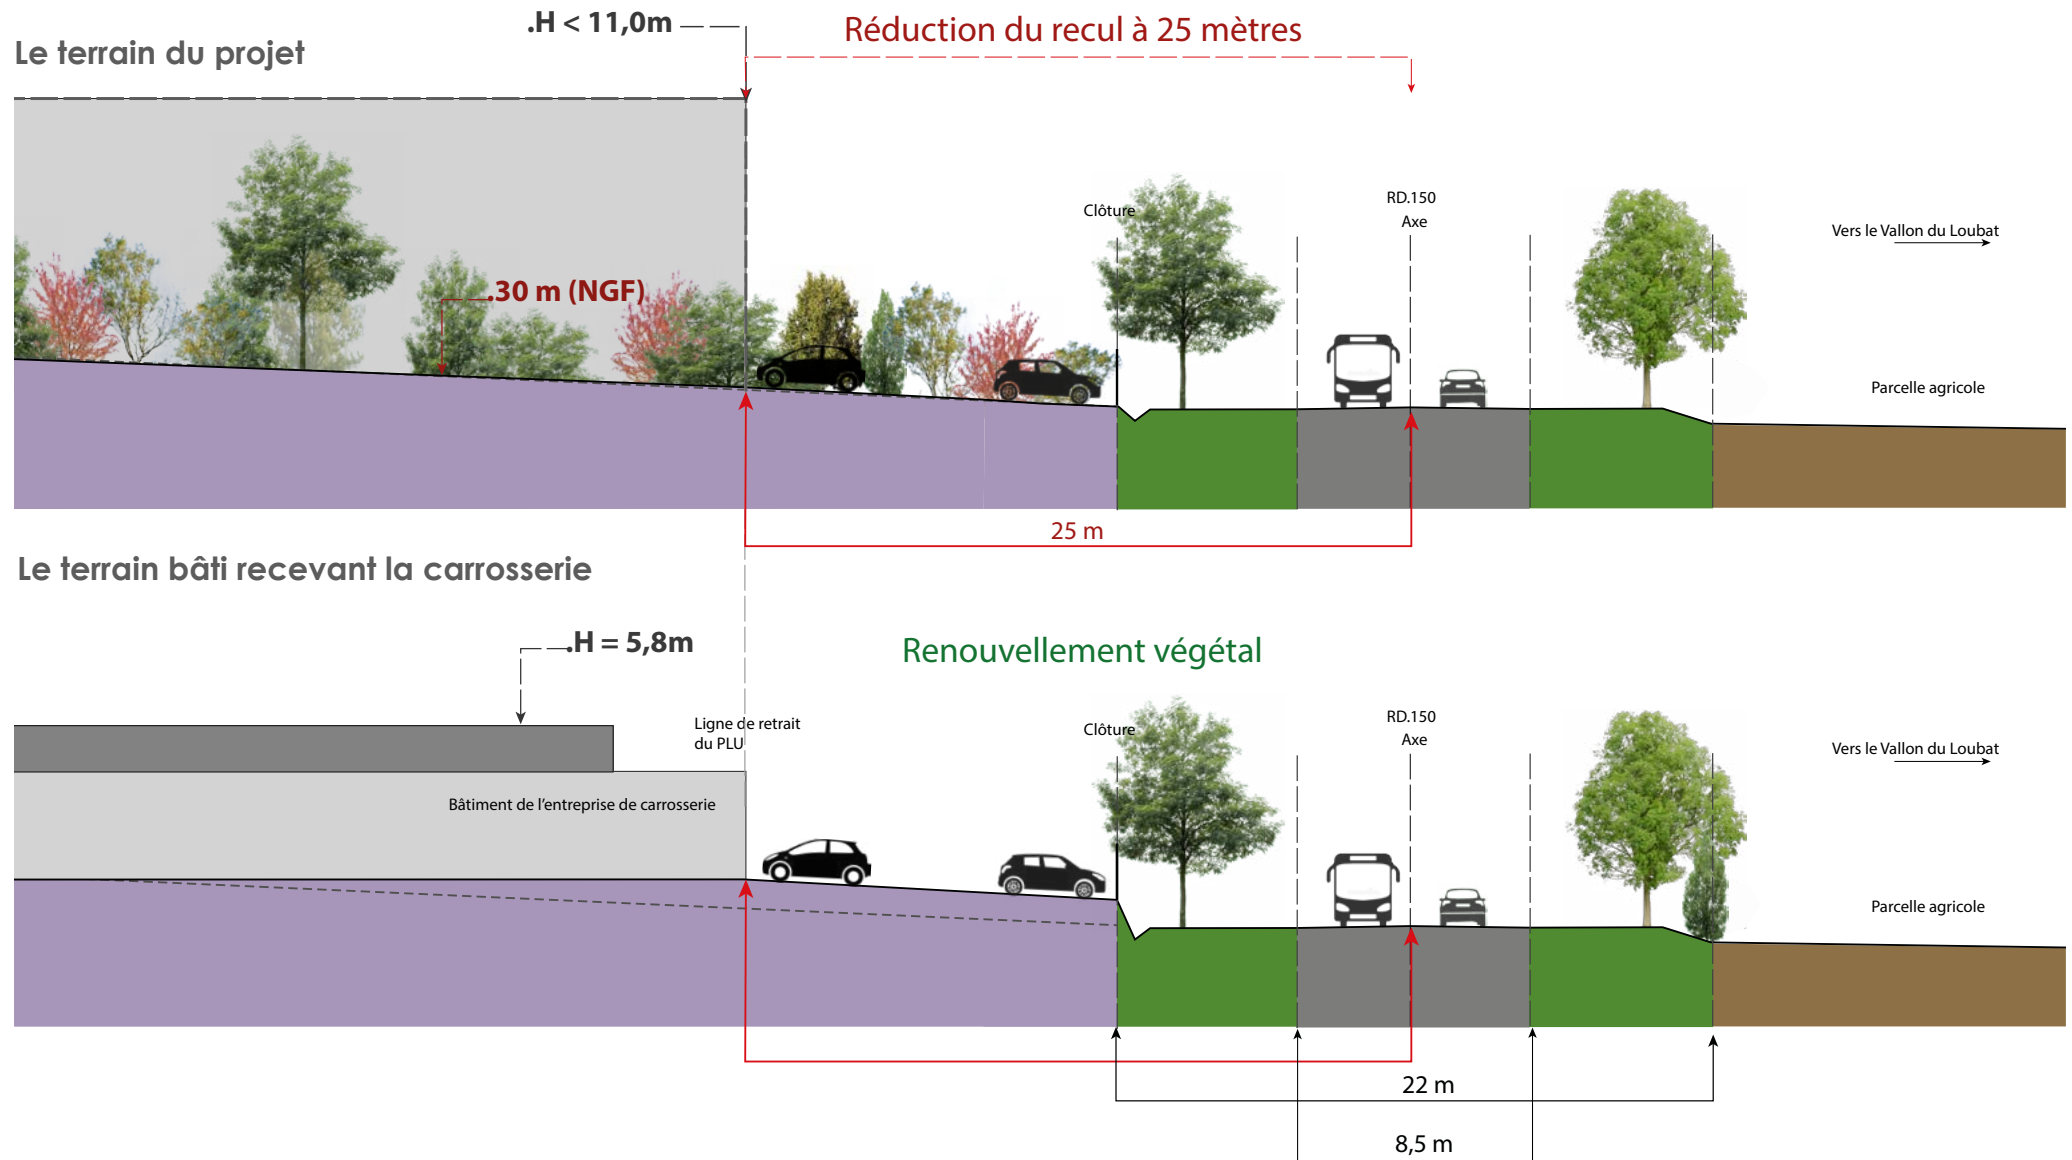 .H < 11,0m
Réduction du recul à 25 mètres
Le terrain du projet
Clôture
RD.150
Axe
Vers le Vallon du Loubat
.30 m (NGF)
Parcelle agricole
25 m
Le terrain bâti recevant la carrosserie
.H = 5,8m
Renouvellement végétal
Ligne de retrait
du PLU
Clôture
RD.150
Axe
Vers le Vallon du Loubat
Bâtiment de l'entreprise de carrosserie
Parcelle agricole
22 m
8,5 m